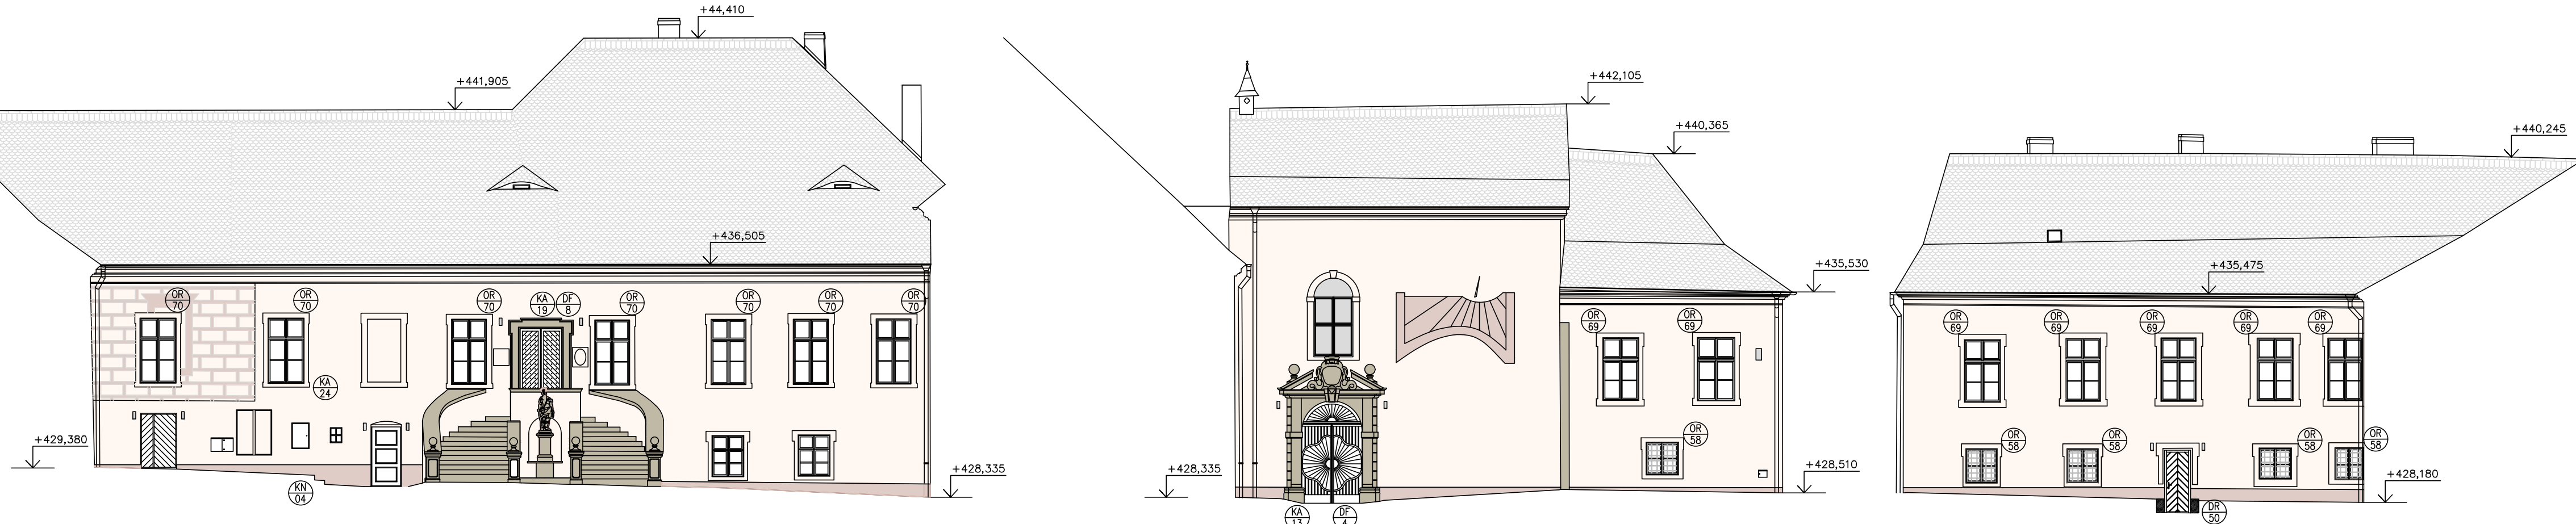 +44,410
+441,905
+436,505
OR
70
OR
70
OR
70
KA
19
DF
8
OR
70
OR
70
OR
70
OR
70
KA
24
+429,380
KN
04
+428,335
+442,105
+440,365
+435,530
OR
69
OR
69
OR
58
+428,335
+428,510
KA
13
DF
4
+440,245
+435,475
OR
69
OR
69
OR
69
OR
69
OR
69
OR
58
OR
58
OR
58
OR
58
+428,180
DR
50